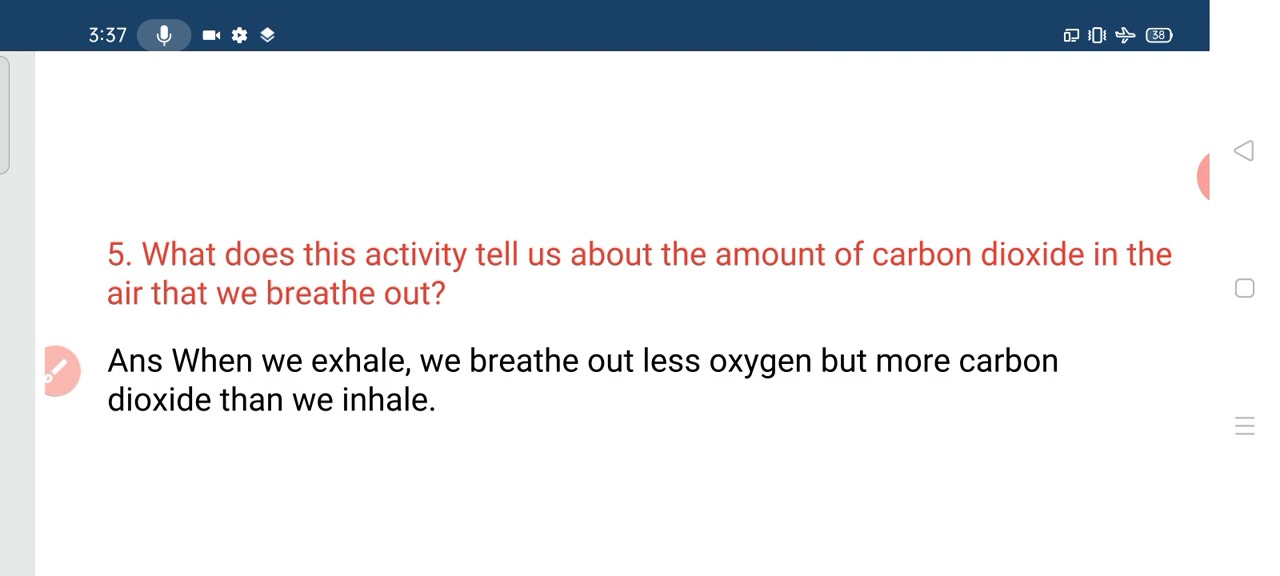 3:37
38
5. What does this activity tell us about the amount of carbon dioxide in the
air that we breathe out?
Ans When we exhale, we breathe out less oxygen but more carbon
dioxide than we inhale.